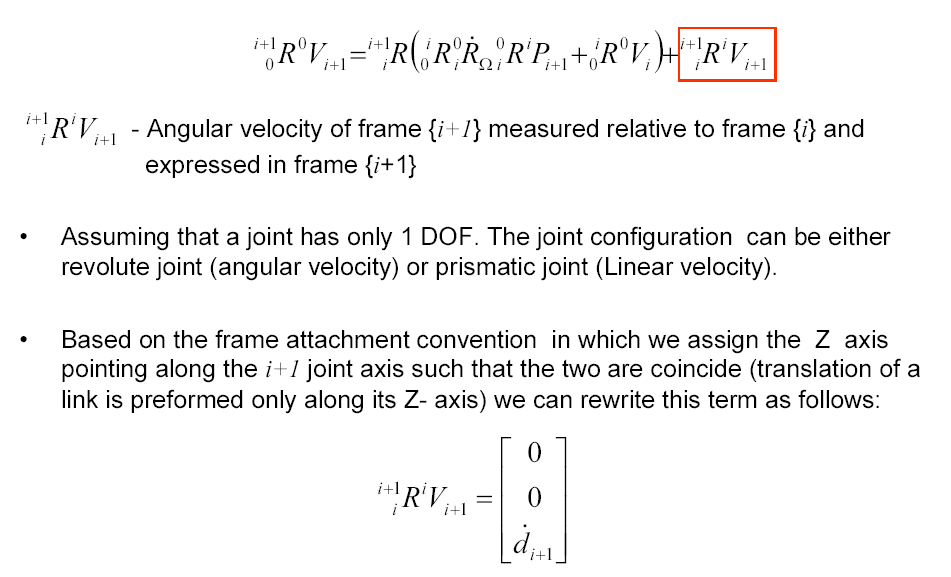 $^{i+1}_{0}R\,^{0}V_{i+1} = {}^{i+1}_{i}R\left({}^{i}_{0}R\,^{0}_{i}\dot{R}_{\Omega}\,^{0}_{i}R\,^{i}P_{i+1} + {}^{i}_{0}R\,^{0}V_{i}\right) + {}^{i+1}_{i}R\,^{i}V_{i+1}$
$^{i+1}_{i}R\,^{i}V_{i+1}$ - Angular velocity of frame {i+1} measured relative to frame {i} and
expressed in frame {i+1}
• Assuming that a joint has only 1 DOF. The joint configuration can be either
revolute joint (angular velocity) or prismatic joint (Linear velocity).
• Based on the frame attachment convention in which we assign the Z axis
pointing along the i+1 joint axis such that the two are coincide (translation of a
link is preformed only along its Z- axis) we can rewrite this term as follows:
$^{i+1}_{i}R\,^{i}V_{i+1} = \begin{bmatrix} 0 \\ 0 \\ \dot{d}_{i+1} \end{bmatrix}$